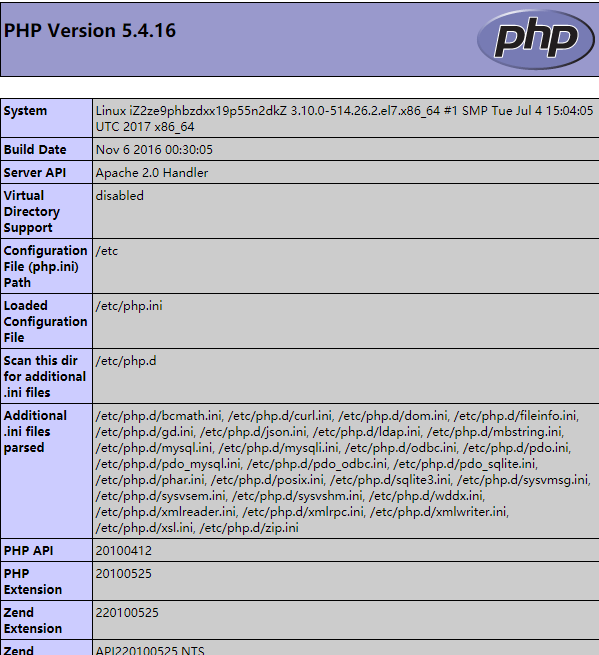 PHP Version 5.4.16
php
System
Linux iZ2ze9phbzdxx19p55n2dkZ 3.10.0-514.26.2.el7.x86_64 #1 SMP Tue Jul 4 15:04:05
UTC 2017 x86_64
Build Date
Nov 6 2016 00:30:05
Server API
Apache 2.0 Handler
Virtual
Directory
Support
disabled
Configuration
File (php.ini)
Path
/etc
Loaded
Configuration
File
/etc/php.ini
Scan this dir
for additional
.ini files
/etc/php.d
Additional
.ini files
parsed
/etc/php.d/bcmath.ini, /etc/php.d/curl.ini, /etc/php.d/dom.ini, /etc/php.d/fileinfo.ini,
/etc/php.d/gd.ini, /etc/php.d/json.ini, /etc/php.d/ldap.ini, /etc/php.d/mbstring.ini,
/etc/php.d/mysql.ini, /etc/php.d/mysqli.ini, /etc/php.d/odbc.ini, /etc/php.d/pdo.ini,
/etc/php.d/pdo_mysql.ini, /etc/php.d/pdo_odbc.ini, /etc/php.d/pdo_sqlite.ini,
/etc/php.d/phar.ini, /etc/php.d/posix.ini, /etc/php.d/sqlite3.ini, /etc/php.d/sysvmsg.ini,
/etc/php.d/sysvsem.ini, /etc/php.d/sysvshm.ini, /etc/php.d/wddx.ini,
/etc/php.d/xmlreader.ini, /etc/php.d/xmlrpc.ini, /etc/php.d/xmlwriter.ini,
/etc/php.d/xsl.ini, /etc/php.d/zip.ini
PHP API
20100412
PHP
Extension
20100525
Zend
Extension
220100525
Zend
API220100525,NTS